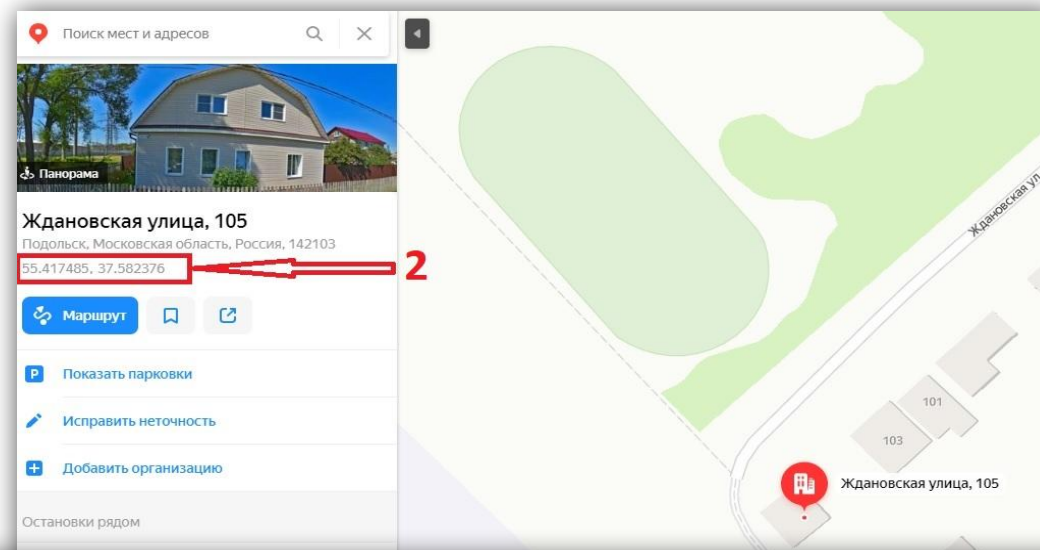 Поиск мест и адресов
Панорама
Ждановская улица, 105
Подольск, Московская область, Россия, 142103
55.417485, 37.582376
2
Маршрут
P Показать парковки
Исправить неточность
Добавить организацию
Остановки рядом
Ждановская ул
101
103
Ждановская улица, 105